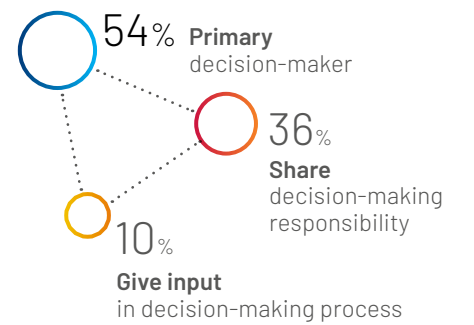 54% Primary
decision-maker
36%
Share
decision-making
responsibility
10%
Give input
in decision-making process